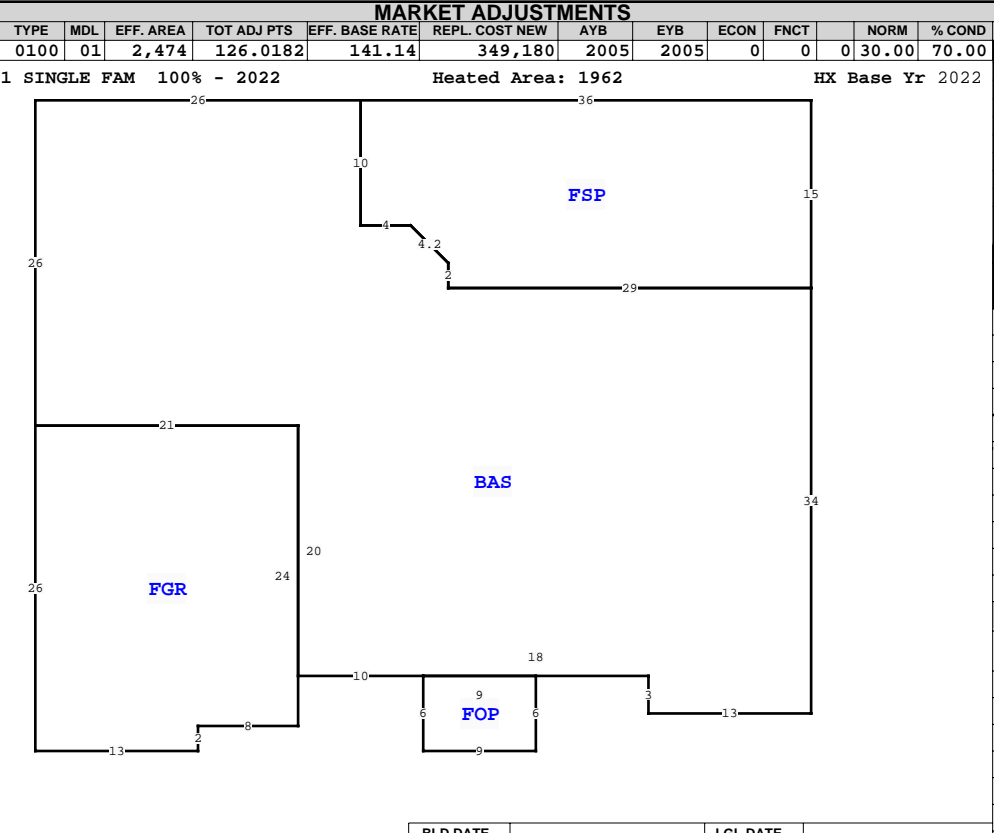 MARKET ADJUSTMENTS
TYPE MDL EFF. AREA TOT ADJ PTS EFF. BASE RATE REPL. COST NEW AYB EYB ECON FNCT NORM % COND
0100 01 2,474 126.0182 141.14 349,180 2005 2005 0 0 0 30.00 70.00
1 SINGLE FAM 100% - 2022 Heated Area: 1962 HX Base Yr 2022
26 36
10
FSP 15
4
4.2
26
2
29
21
BAS
34
20
24
FGR
26
18
10
9
3
6 FOP 6
13
8
2
13 9
BLD DATE LGL DATE